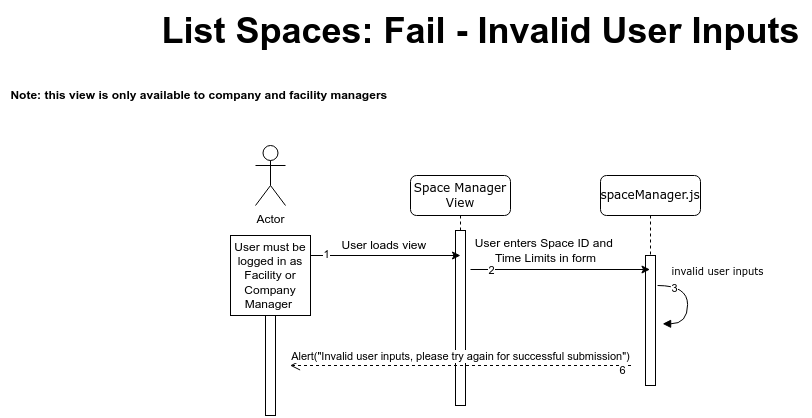 List Spaces: Fail - Invalid User Inputs
Note: this view is only available to company and facility managers
Actor
Space Manager
View
spaceManager.js
User must be
logged in as
Facility or
Company
Manager
1
User loads view
User enters Space ID and
Time Limits in form
2
invalid user inputs
3
Alert("Invalid user inputs, please try again for successful submission")
6